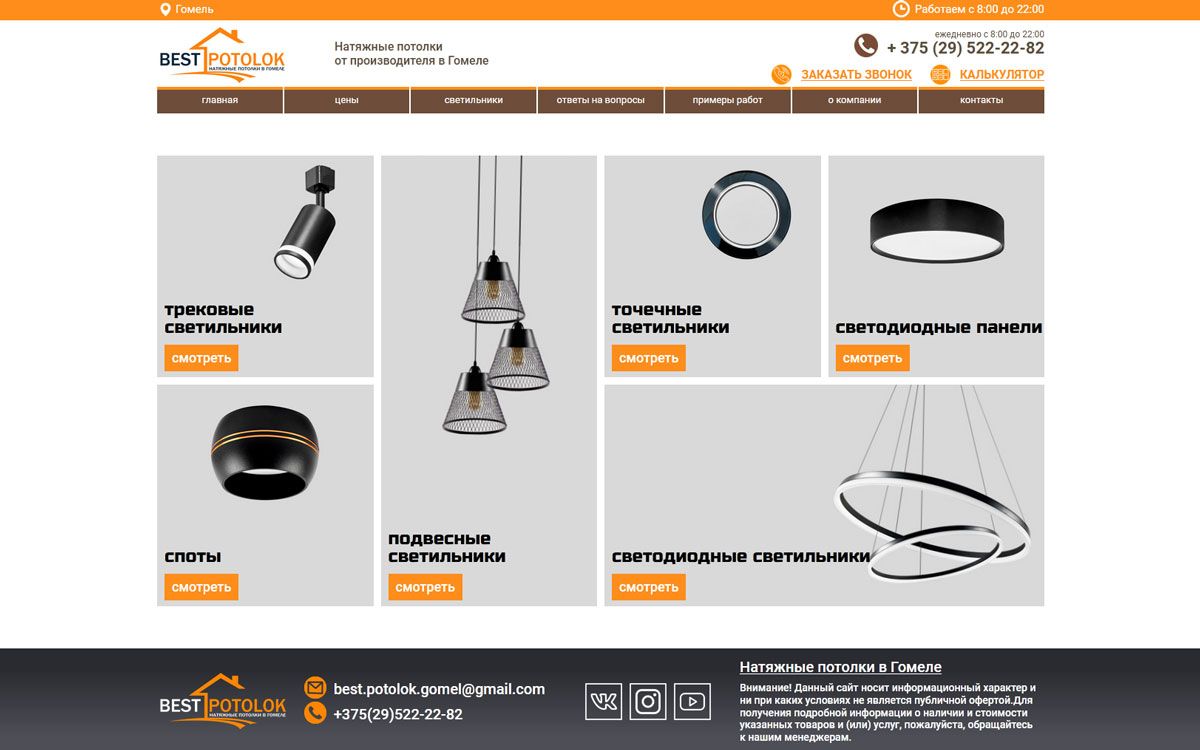 Гомель
Работаем с 8:00 до 22:00
BEST POTOLOK
НАТЯЖНЫЕ ПОТОЛКИ В ГОМЕЛЕ
Натяжные потолки
от производителя в Гомеле
ежедневно с 8:00 до 22:00
+ 375 (29) 522-22-82
ЗАКАЗАТЬ ЗВОНОК
КАЛЬКУЛЯТОР
главная
цены
светильники
ответы на вопросы
примеры работ
о компании
контакты
трековые
светильники
смотреть
подвесные
светильники
смотреть
точечные
светильники
смотреть
светодиодные панели
смотреть
споты
смотреть
светодиодные светильники
смотреть
BEST POTOLOK
НАТЯЖНЫЕ ПОТОЛКИ В ГОМЕЛЕ
best.potolok.gomel@gmail.com
+375(29)522-22-82
Натяжные потолки в Гомеле
Внимание! Данный сайт носит информационный характер и
ни при каких условиях не является публичной офертой.Для
получения подробной информации о наличии и стоимости
указанных товаров и (или) услуг, пожалуйста, обращайтесь
к нашим менеджерам.